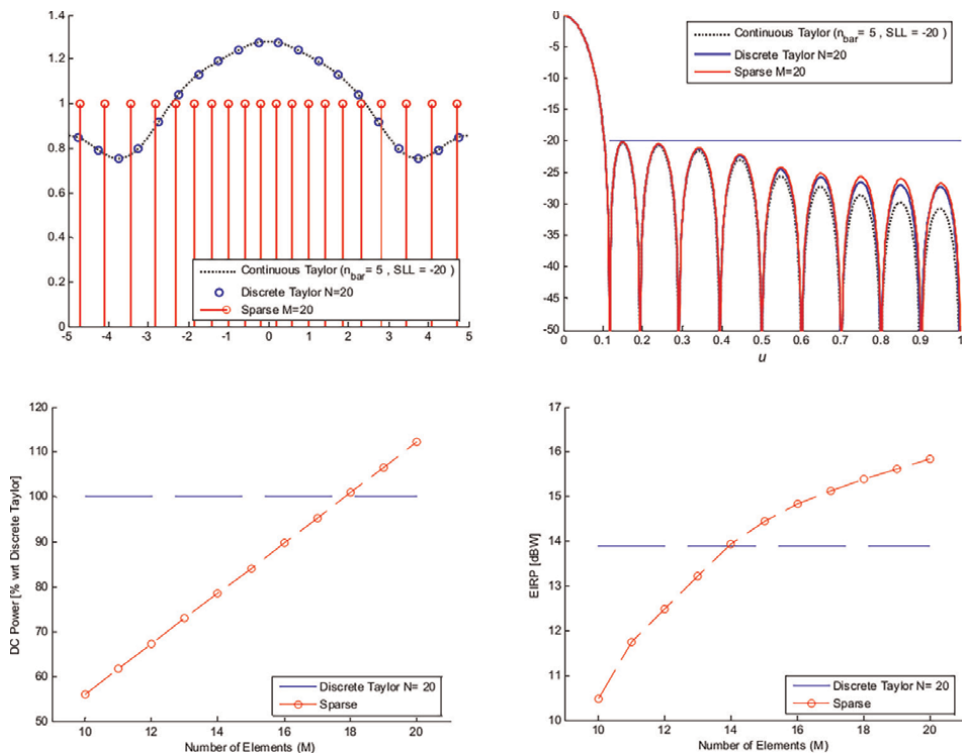 1.4
1.2
1
0.8
0.6
0.4
0.2
0
-5 -4 -3 -2 -1 0 1 2 3 4 5
Continuous Taylor (n_bar= 5 , SLL = -20 )
Discrete Taylor N=20
Sparse M=20
0
-5
-10
-15
-20
-25
-30
-35
-40
-45
-50
0 0.1 0.2 0.3 0.4 0.5 0.6 0.7 0.8 0.9 1
u
Continuous Taylor (n_bar= 5 , SLL = -20 )
Discrete Taylor N=20
Sparse M=20
DC Power [% wrt Discrete Taylor]
120
110
100
90
80
70
60
50
10 12 14 16 18 20
Number of Elements (M)
Discrete Taylor N= 20
Sparse
EIRP [dBW]
17
16
15
14
13
12
11
10
10 12 14 16 18 20
Number of Elements (M)
Discrete Taylor N= 20
Sparse